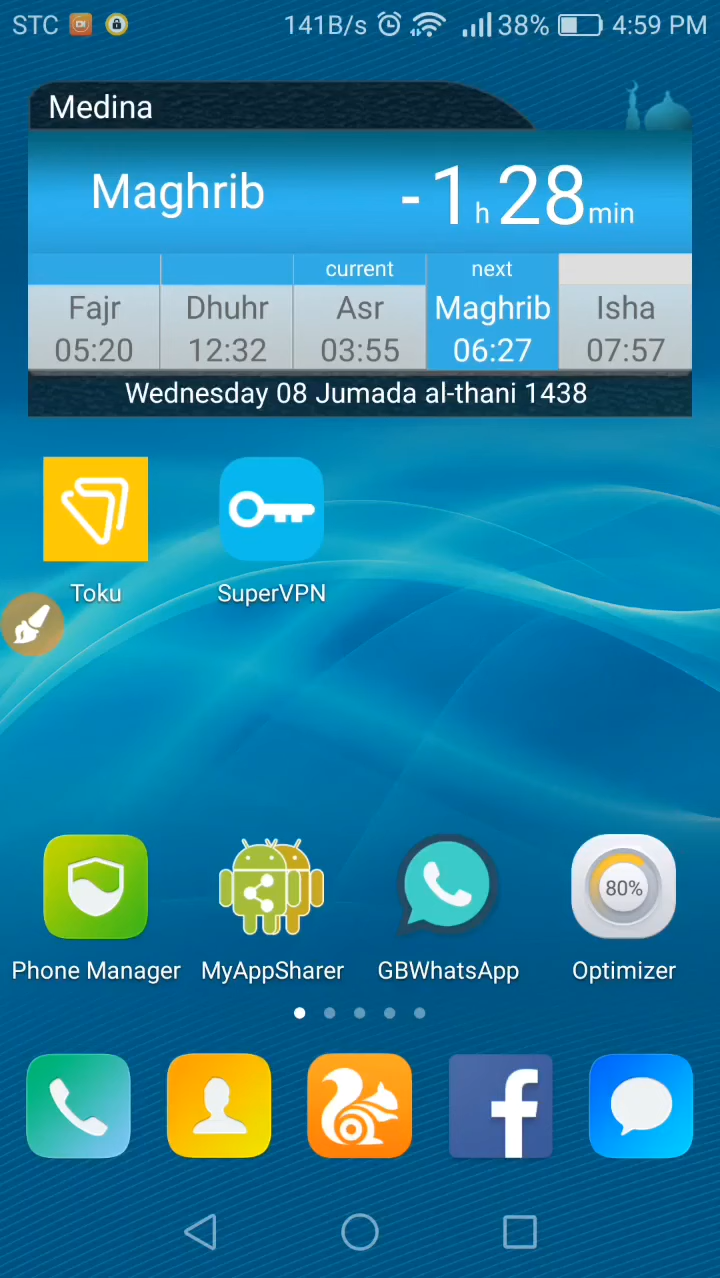 STC 141B/s 38% 4:59 PM
Medina
Maghrib -1h 28min
current next
Fajr Dhuhr Asr Maghrib Isha
05:20 12:32 03:55 06:27 07:57
Wednesday 08 Jumada al-thani 1438
Toku SuperVPN
80%
Phone Manager MyAppSharer GBWhatsApp Optimizer